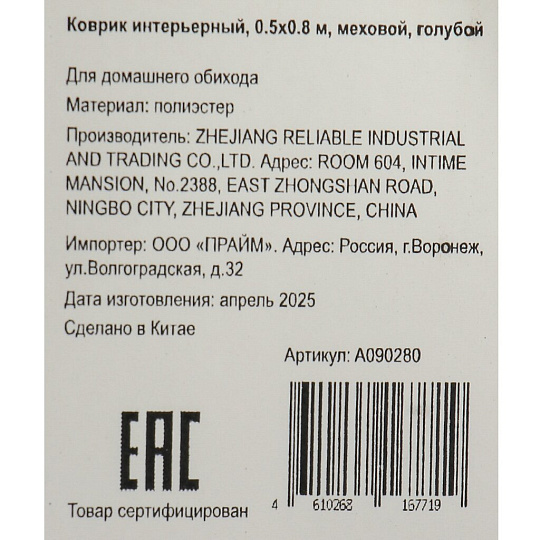 Коврик интерьерный, 0.5х0.8 м, меховой, голубой
Для домашнего обихода
Материал: полиэстер
Производитель: ZHEJIANG RELIABLE INDUSTRIAL
AND TRADING CO.,LTD. Адрес: ROOM 604, INTIME
MANSION, No.2388, EAST ZHONGSHAN ROAD,
NINGBO CITY, ZHEJIANG PROVINCE, CHINA
Импортер: ООО «ПРАЙМ». Адрес: Россия, г.Воронеж,
ул.Волгоградская, д.32
Дата изготовления: апрель 2025
Сделано в Китае
Артикул: А090280
EAC
Товар сертифицирован
4 610268 167719